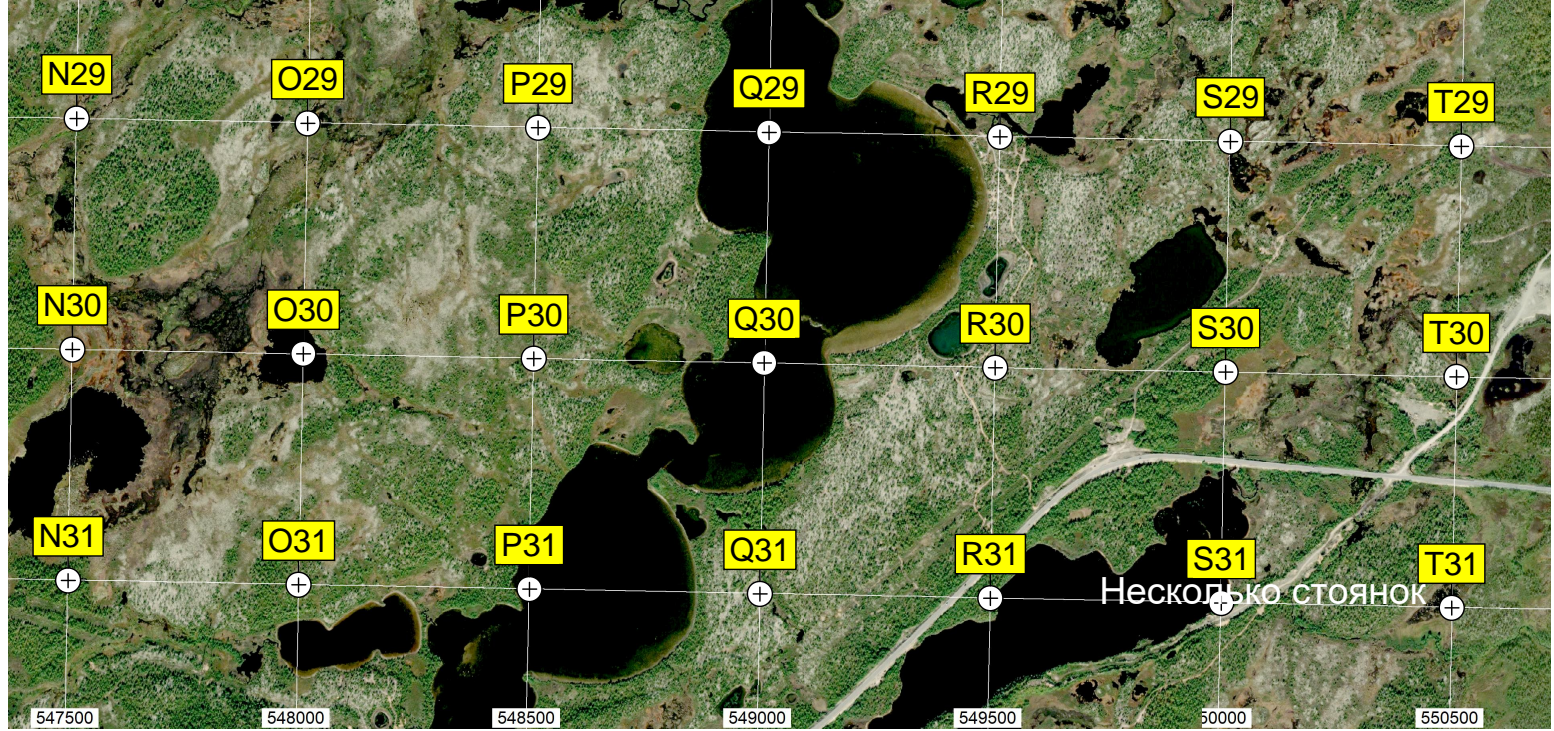 N29 O29 P29 Q29 R29 S29 T29
N30 O30 P30 Q30 R30 S30 T30
N31 O31 P31 Q31 R31 S31 T31
Несколько стоянок
547500 548000 548500 549000 549500 50000 550500